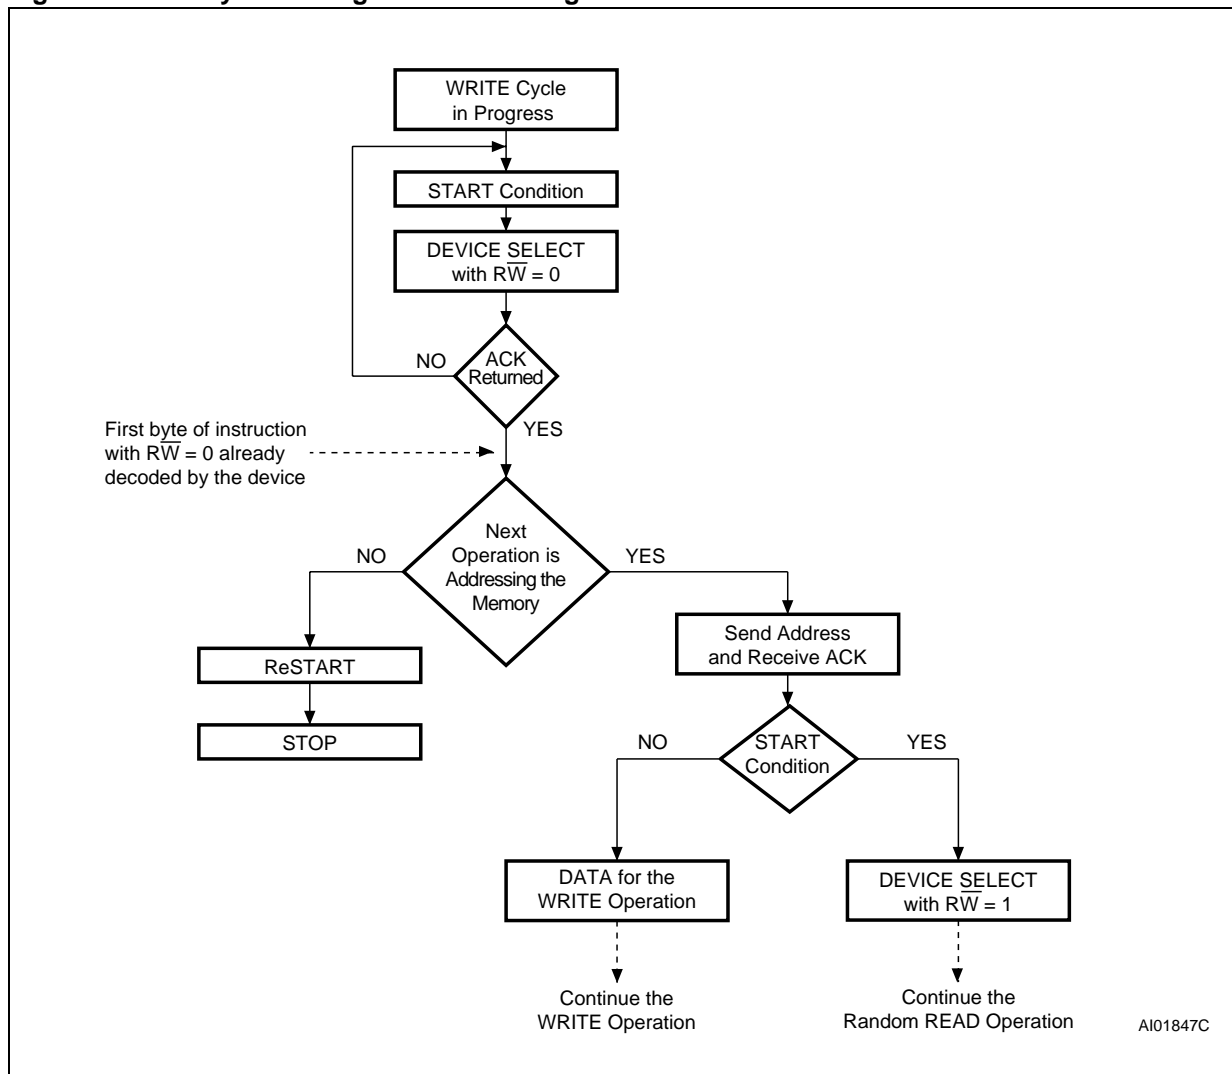 WRITE Cycle
in Progress
START Condition
DEVICE SELECT
with RW̅ = 0
NO
ACK
Returned
YES
First byte of instruction
with RW̅ = 0 already
decoded by the device
Next
Operation is
Addressing the
Memory
NO
YES
Send Address
and Receive ACK
ReSTART
STOP
NO
START
Condition
YES
DATA for the
WRITE Operation
DEVICE SELECT
with RW̅ = 1
Continue the
WRITE Operation
Continue the
Random READ Operation
AI01847C